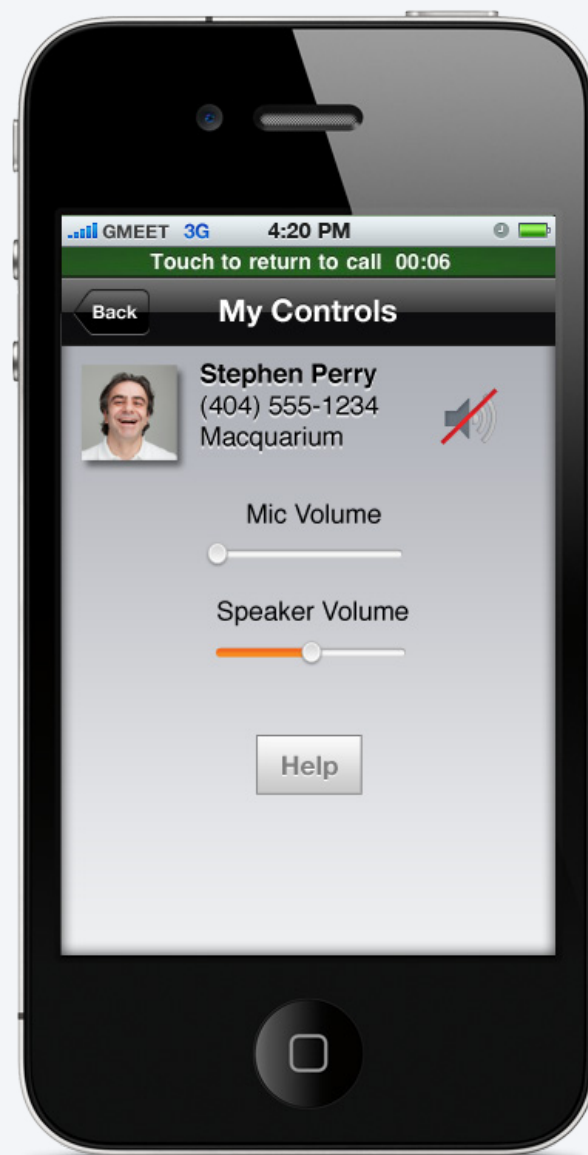 GMEET 3G 4:20 PM
Touch to return to call 00:06
Back My Controls
Stephen Perry
(404) 555-1234
Macquarium
Mic Volume
Speaker Volume
Help